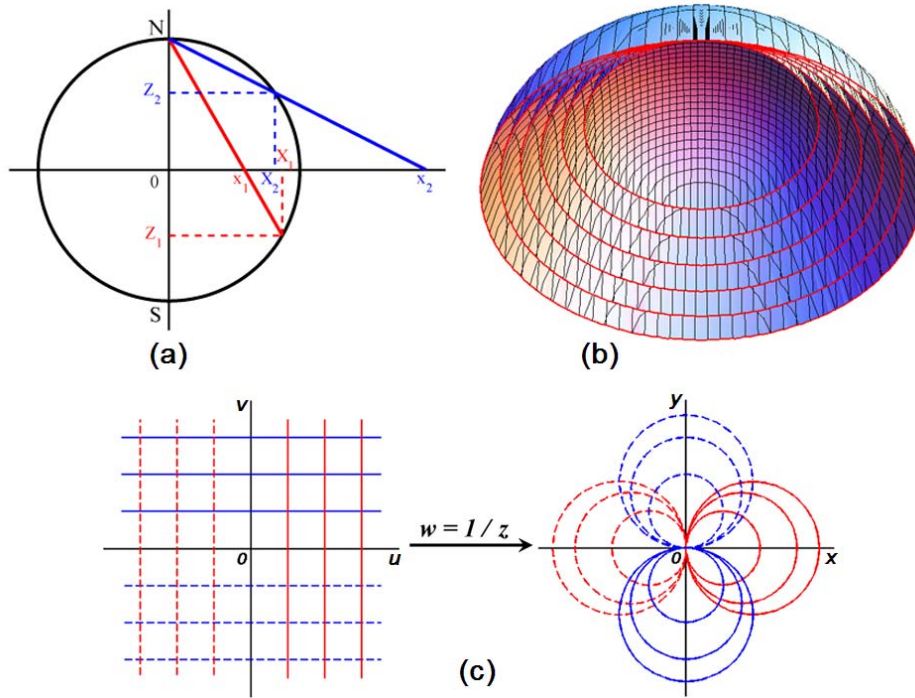 N
Z₂
X₁
0
x₁
X₂
x₂
Z₁
S
(a)
(b)
v
y
w = 1 / z
0
u
0
x
(c)